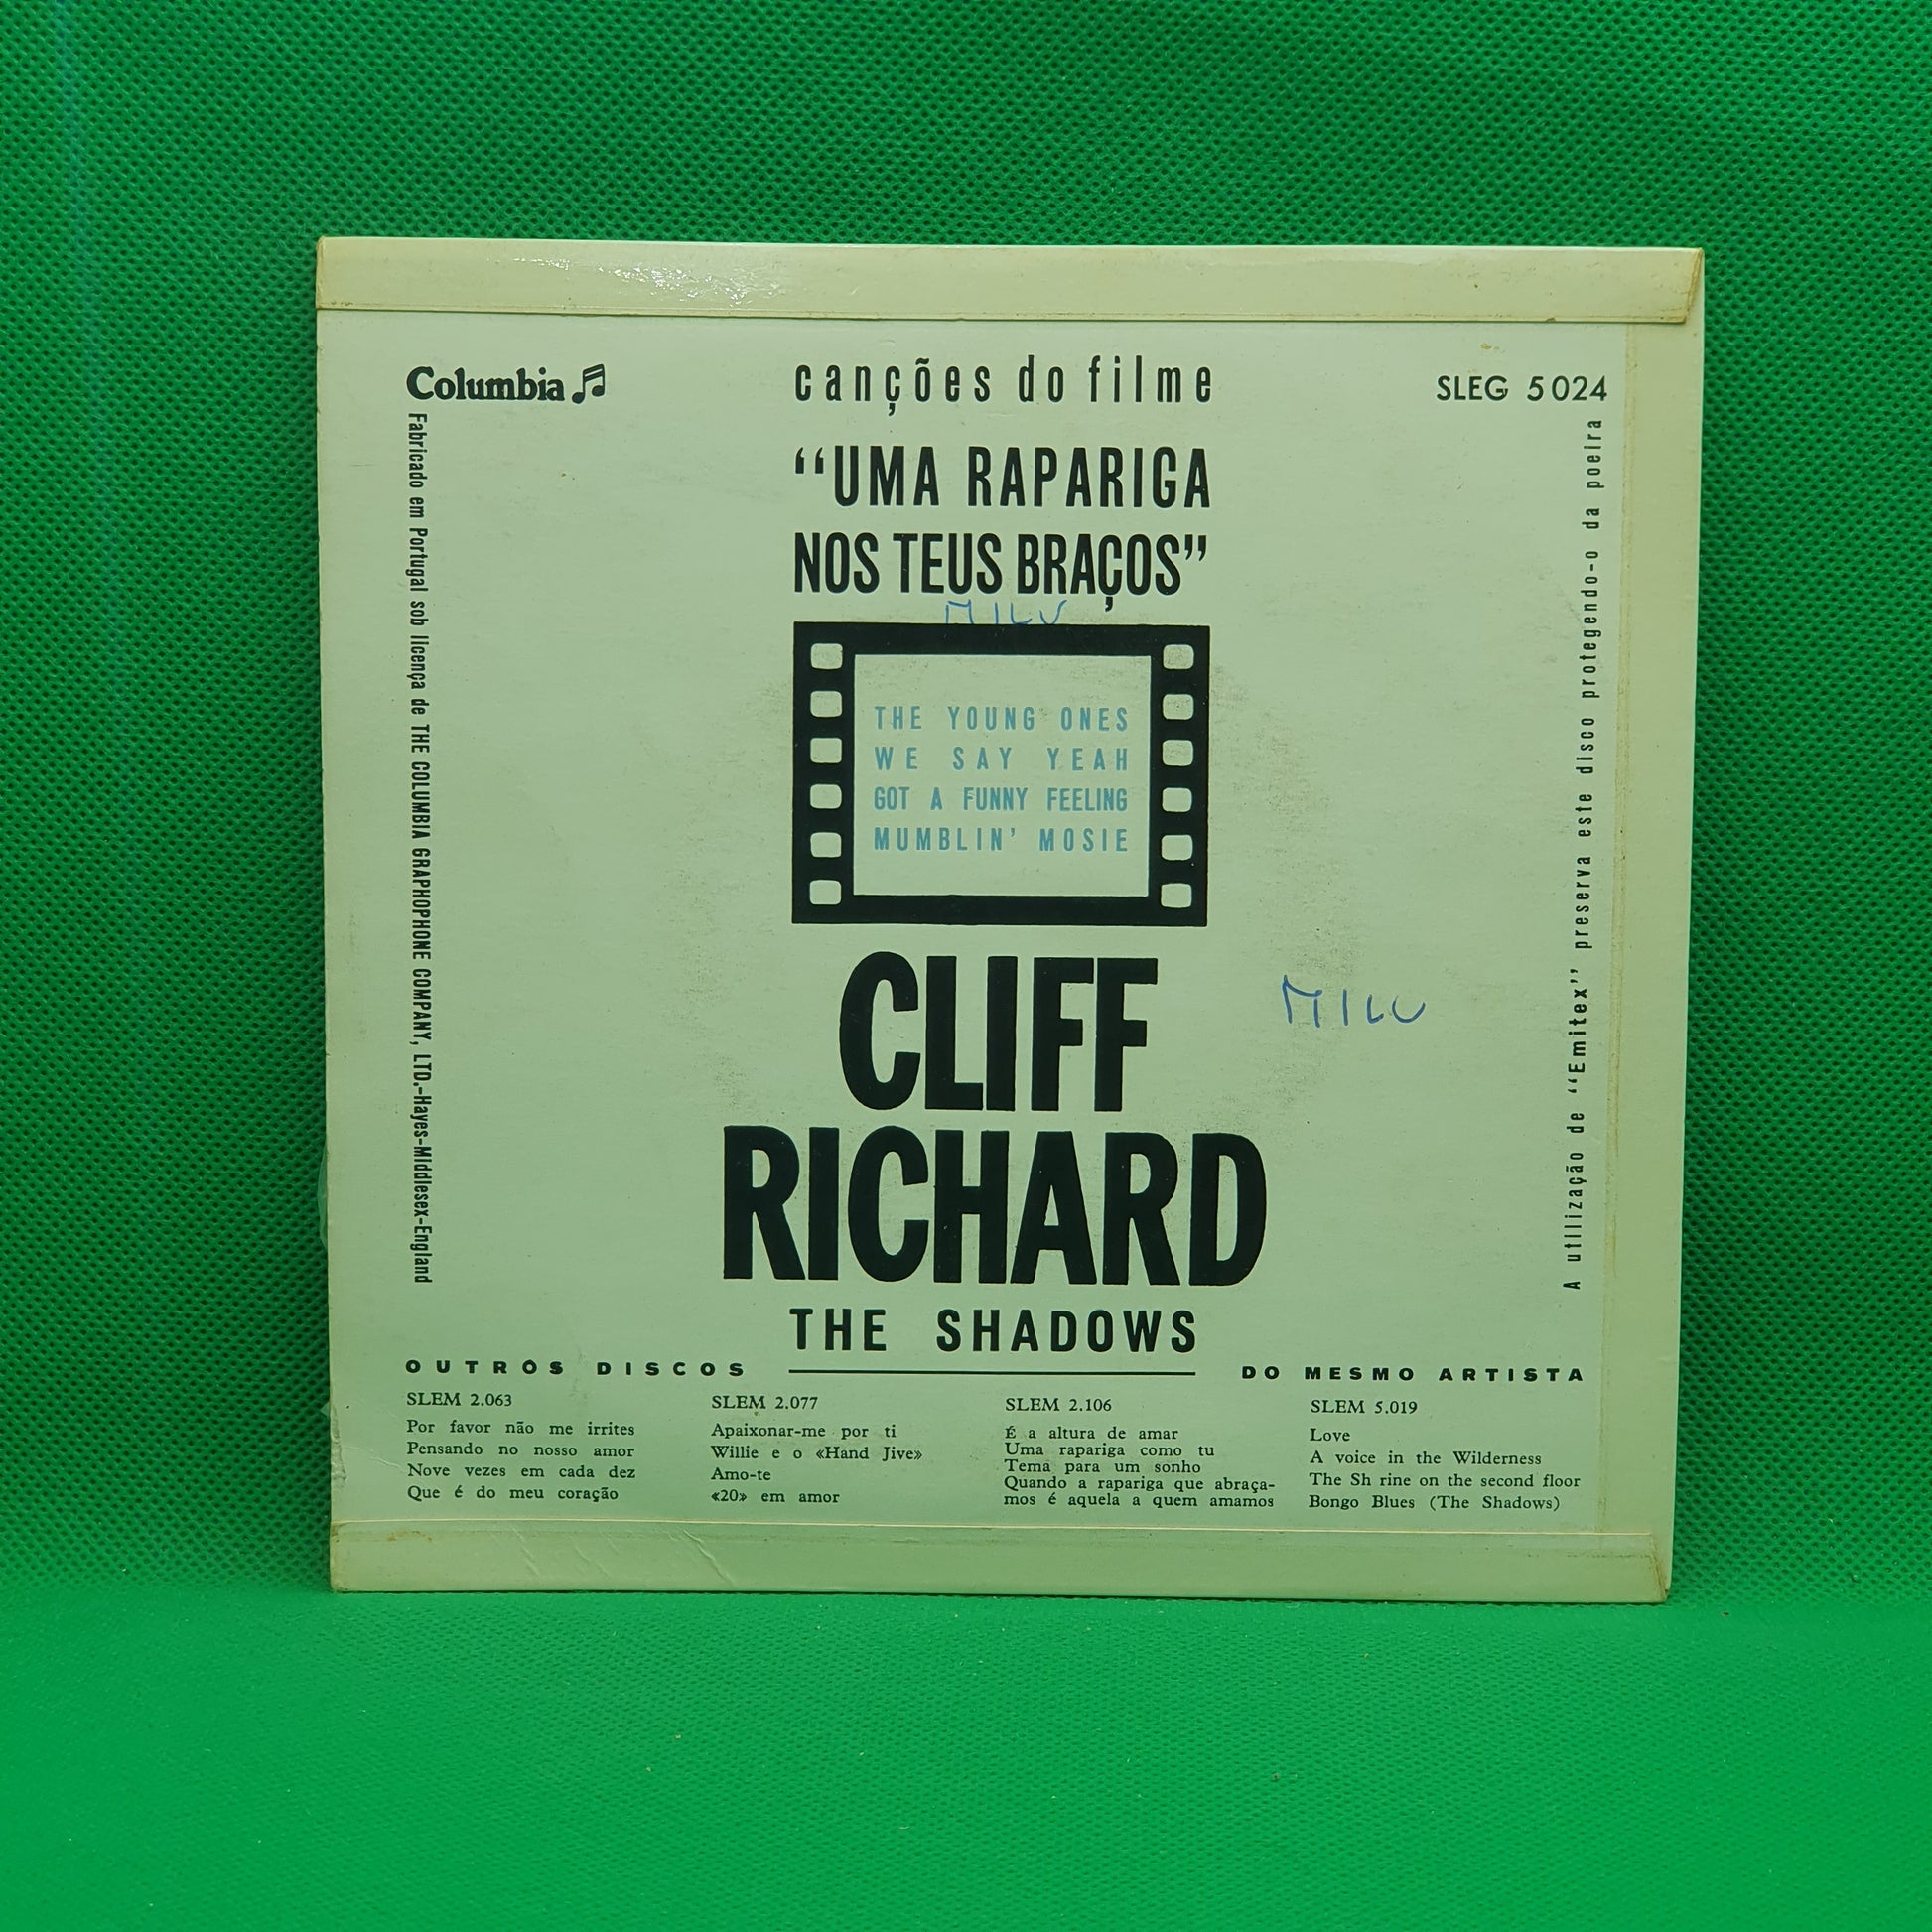 Columbia
canções do filme
SLEG 5024
“UMA RAPARIGA
NOS TEUS BRAÇOS”
MILU
THE YOUNG ONES
WE SAY YEAH
GOT A FUNNY FEELING
MUMBLIN' MOSIE
CLIFF
RICHARD
MILU
THE SHADOWS
Fabricado em Portugal sob licença de THE COLUMBIA GRAPHOPHONE COMPANY, LTD.-Hayes-Middlesex-England
A utilização de “Emitex” preserva este disco protegendo-o da poeira
OUTROS DISCOS
DO MESMO ARTISTA
SLEM 2.063
Por favor não me irrites
Pensando no nosso amor
Nove vezes em cada dez
Que é do meu coração
SLEM 2.077
Apaixonar-me por ti
Willie e o «Hand Jive»
Amo-te
«20» em amor
SLEM 2.106
É a altura de amar
Uma rapariga como tu
Tema para um sonho
Quando a rapariga que abraça-
mos é aquela a quem amamos
SLEM 5.019
Love
A voice in the Wilderness
The Sh rine on the second floor
Bongo Blues (The Shadows)